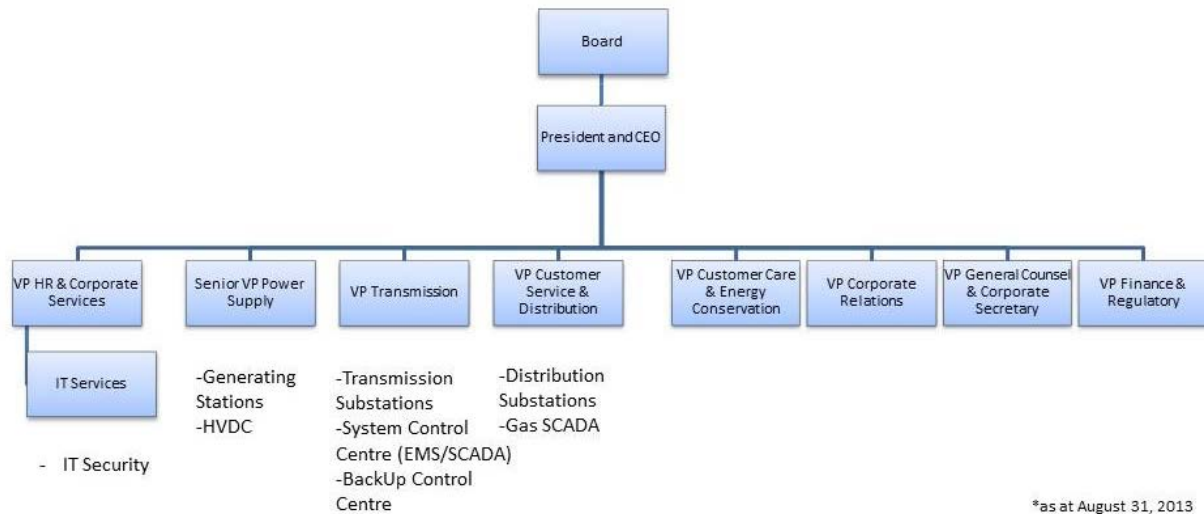 Board
President and CEO
VP HR & Corporate
Services
Senior VP Power
Supply
VP Transmission
VP Customer
Service &
Distribution
VP Customer Care
& Energy
Conservation
VP Corporate
Relations
VP General Counsel
& Corporate
Secretary
VP Finance &
Regulatory
IT Services
- IT Security
-Generating
Stations
-HVDC
-Transmission
Substations
-System Control
Centre (EMS/SCADA)
-BackUp Control
Centre
-Distribution
Substations
-Gas SCADA
*as at August 31, 2013